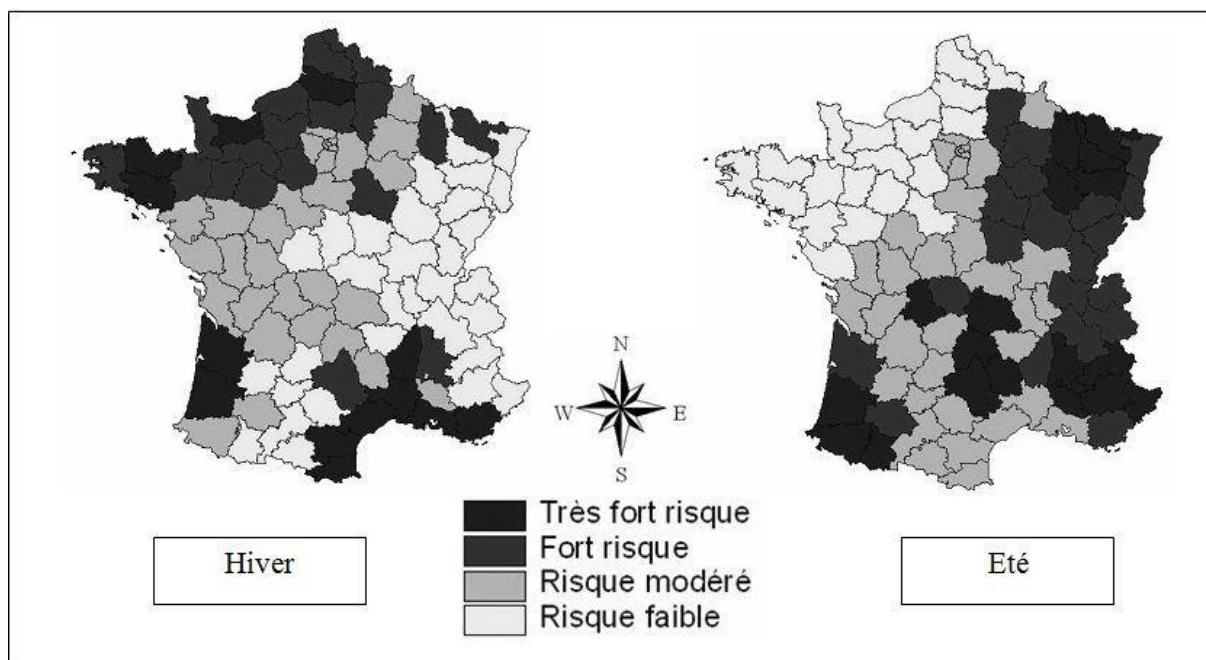 N
W E
S
Très fort risque
Fort risque
Risque modéré
Risque faible
Hiver
Eté